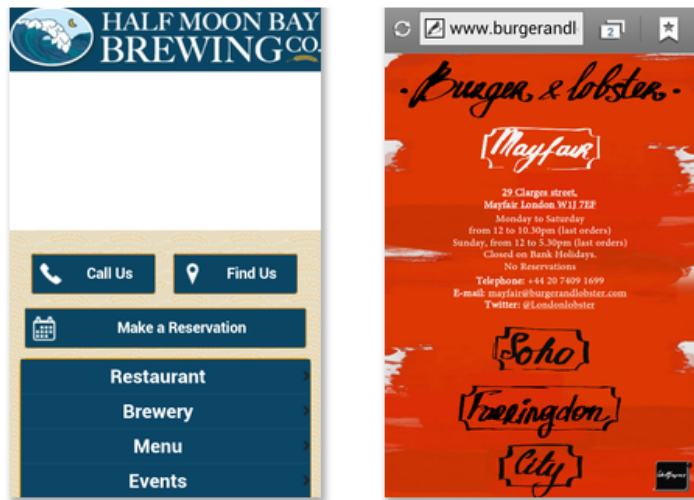 HALF MOON BAY
BREWING CO.
Call Us
Find Us
Make a Reservation
Restaurant
Brewery
Menu
Events
www.burgerandl
2
Burger & lobster
Mayfair
29 Clarges street,
Mayfair London W1J 7EF
Monday to Saturday
from 12 to 10.30pm (last orders)
Sunday, from 12 to 5.30pm (last orders)
Closed on Bank Holidays.
No Reservations
Telephone: +44 20 7409 1699
E-mail: mayfair@burgerandlobster.com
Twitter: @Londonlobster
Soho
Farringdon
City